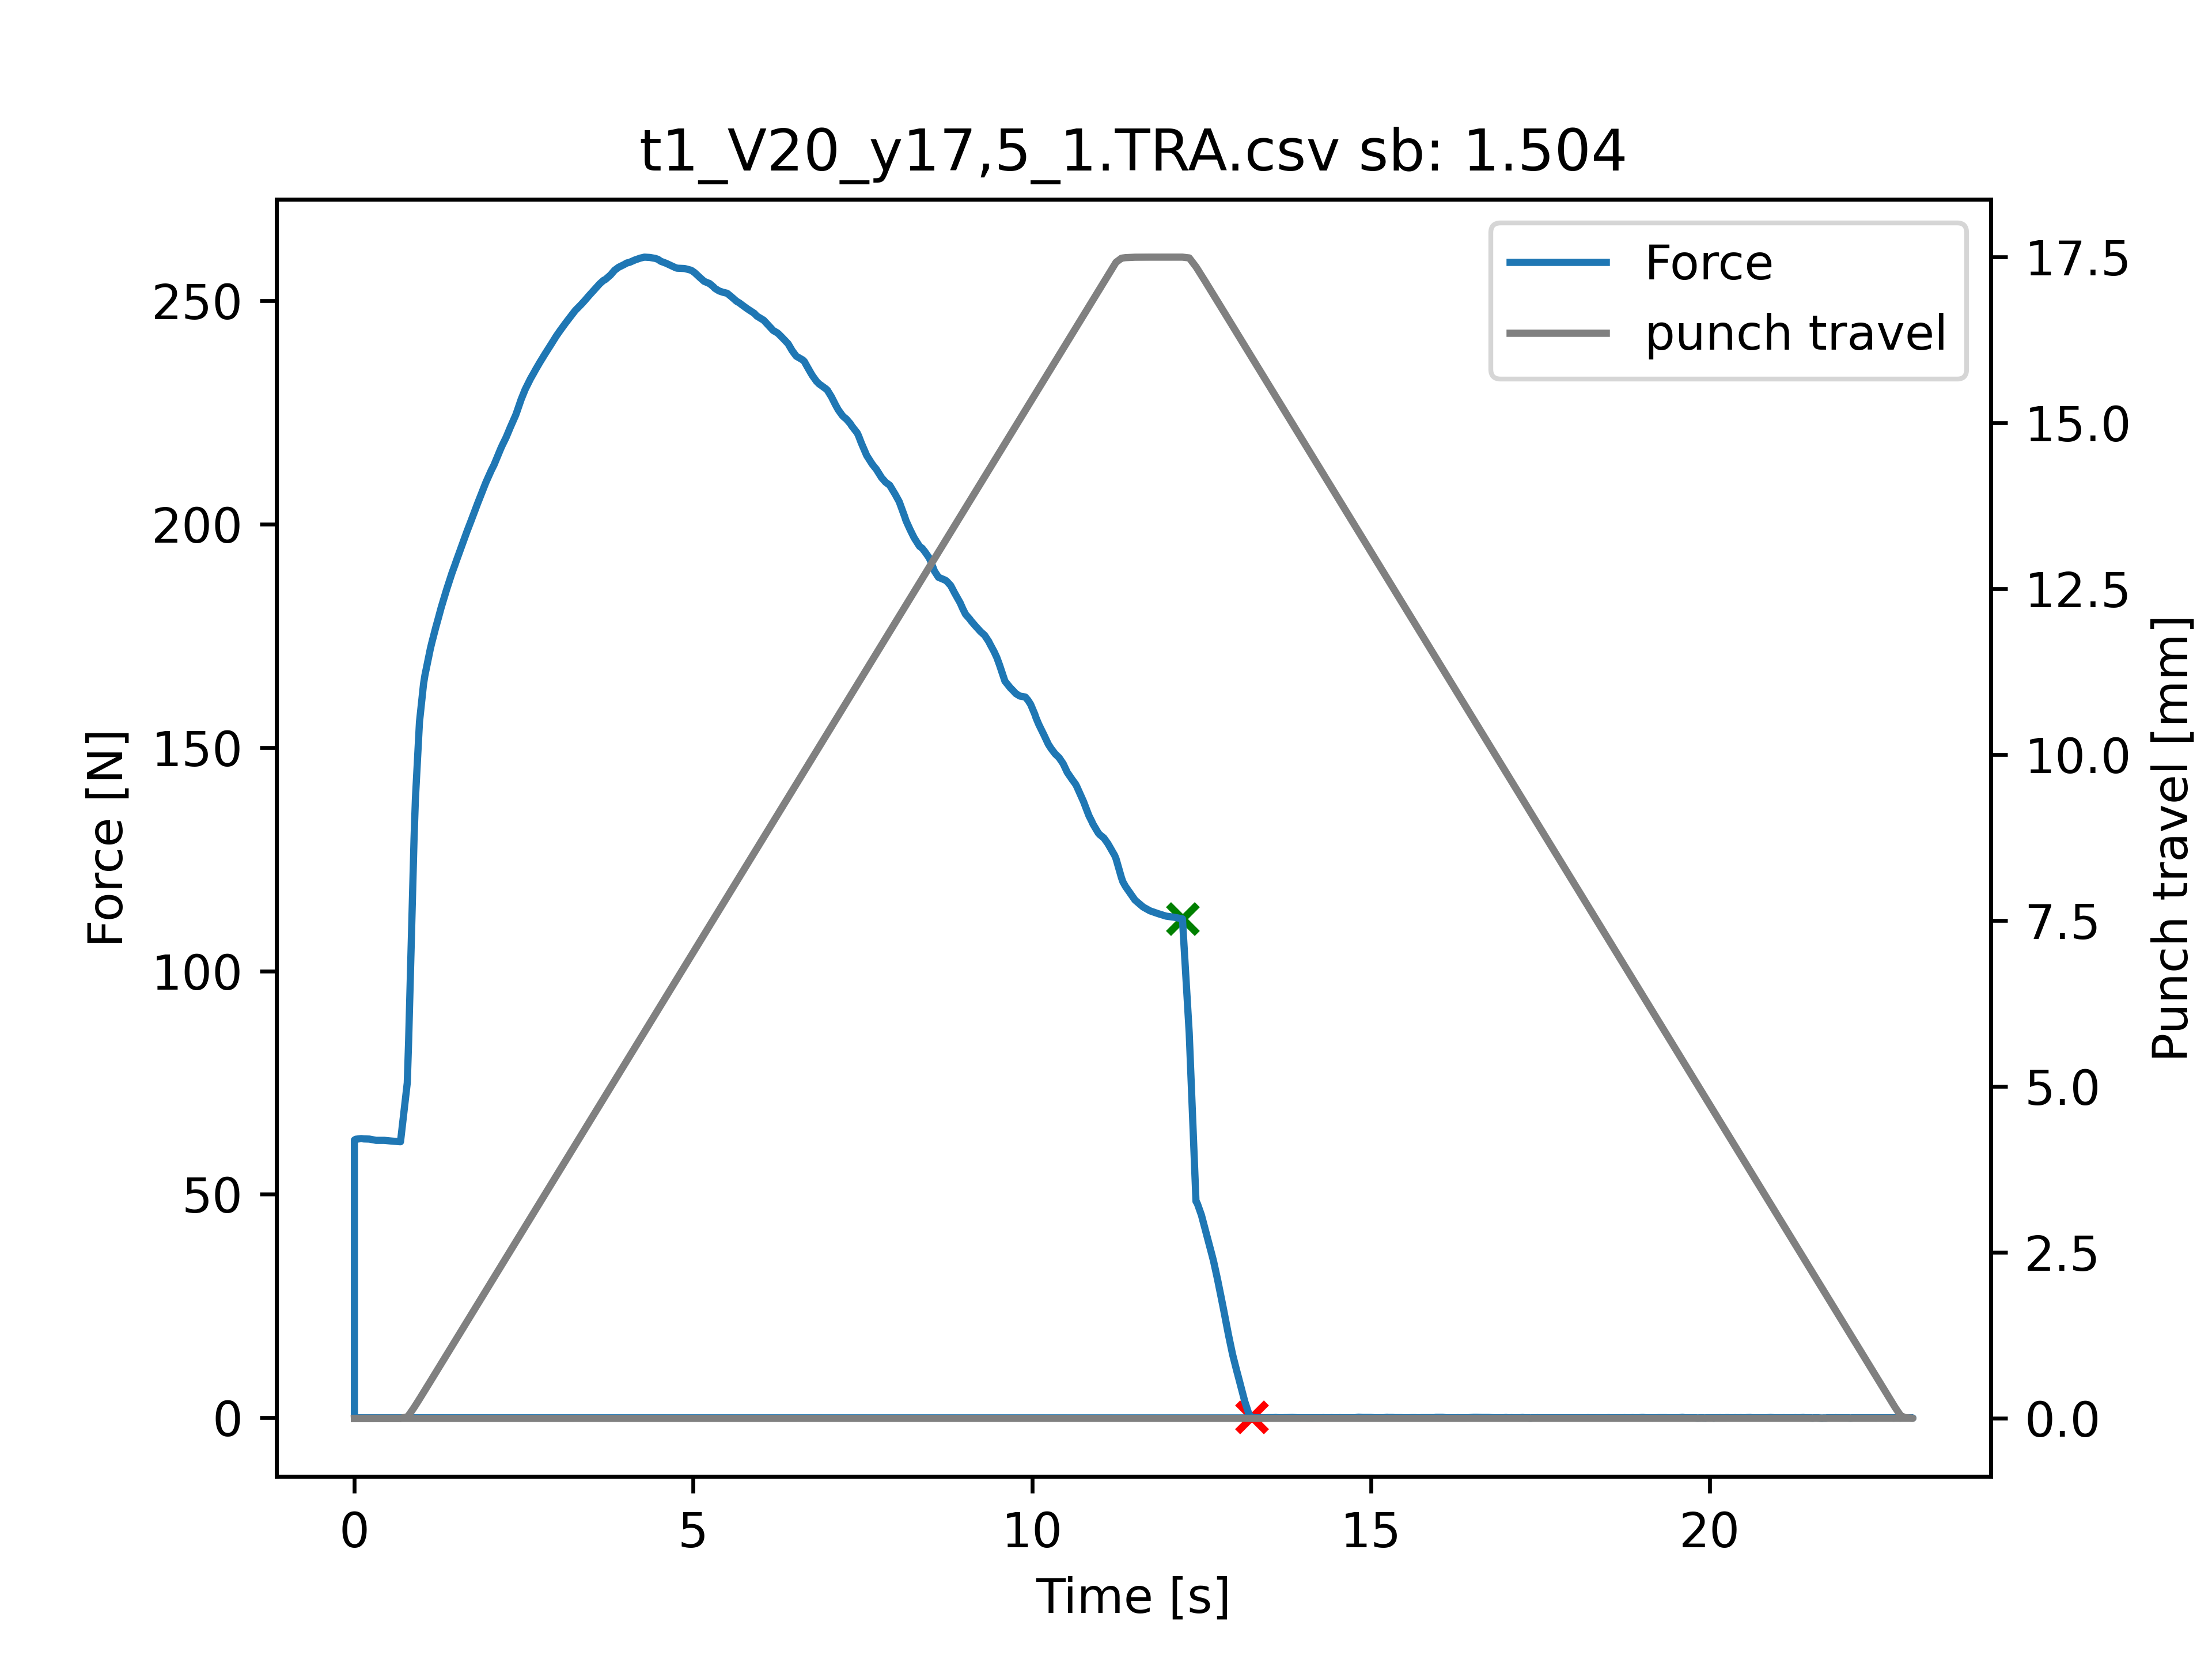 t1_V20_y17,5_1.TRA.csv sb: 1.504
Force
punch travel
Force [N]
250
200
150
100
50
0
17.5
15.0
12.5
10.0
7.5
5.0
2.5
0.0
Punch travel [mm]
0 5 10 15 20
Time [s]